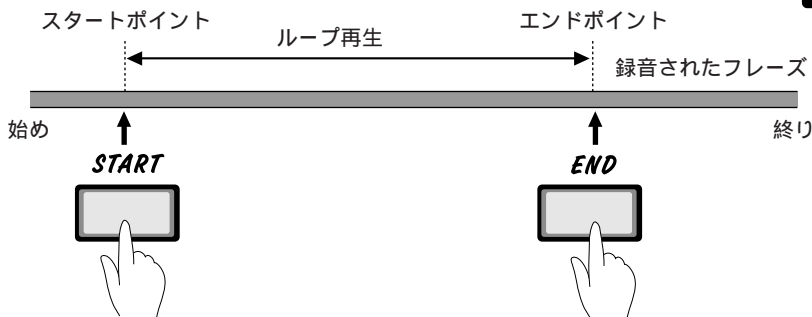 スタートポイント
エンドポイント
ループ再生
録音されたフレーズ
始め
終り
START
END